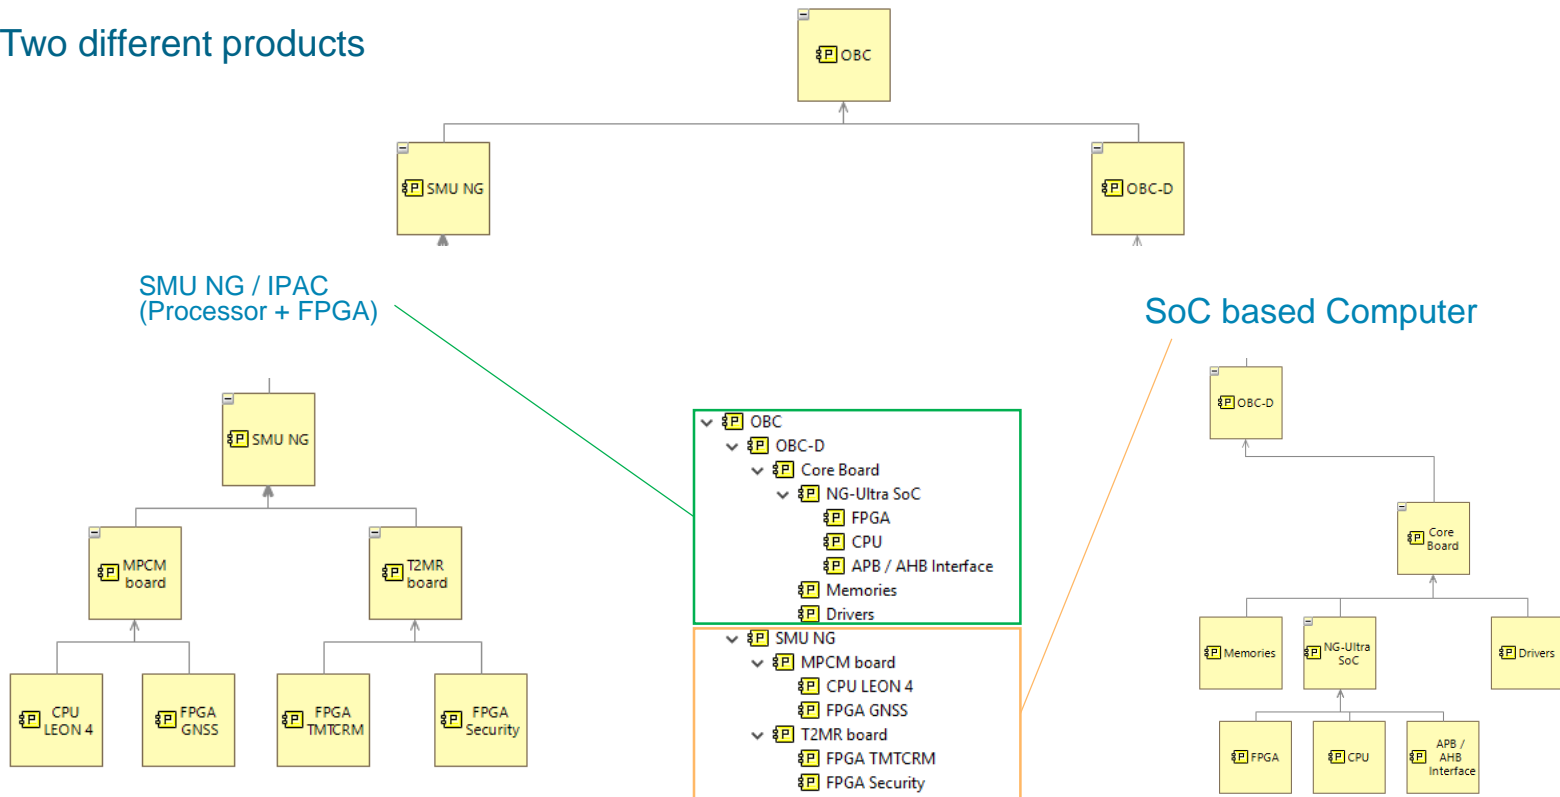 Two different products
OBC
SMU NG
OBC-D
SMU NG / IPAC
(Processor + FPGA)
SoC based Computer
SMU NG
MPCM
board
T2MR
board
CPU
LEON 4
FPGA
GNSS
FPGA
TMTCRM
FPGA
Security
OBC
OBC-D
Core Board
NG-Ultra SoC
FPGA
CPU
APB / AHB Interface
Memories
Drivers
SMU NG
MPCM board
CPU LEON 4
FPGA GNSS
T2MR board
FPGA TMTCRM
FPGA Security
OBC-D
Core
Board
Memories
NG-Ultra
SoC
Drivers
FPGA
CPU
APB /
AHB
Interface